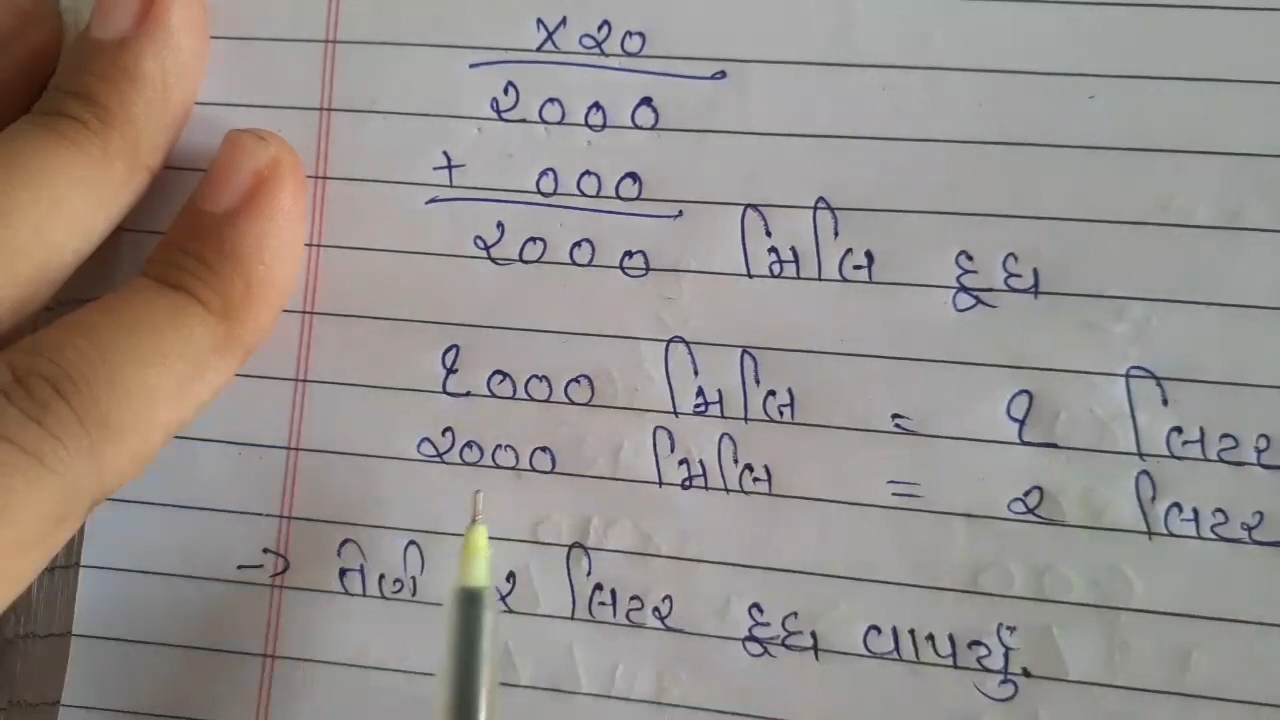 × ૨૦
૨૦૦૦
+ ૦૦૦
૨૦૦૦ મિલિ દૂધ
૧૦૦૦ મિલિ = ૧ લિટર
૨૦૦૦ મિલિ = ૨ લિટર
→ તેણી ૨ લિટર દૂધ વાપર્યું.